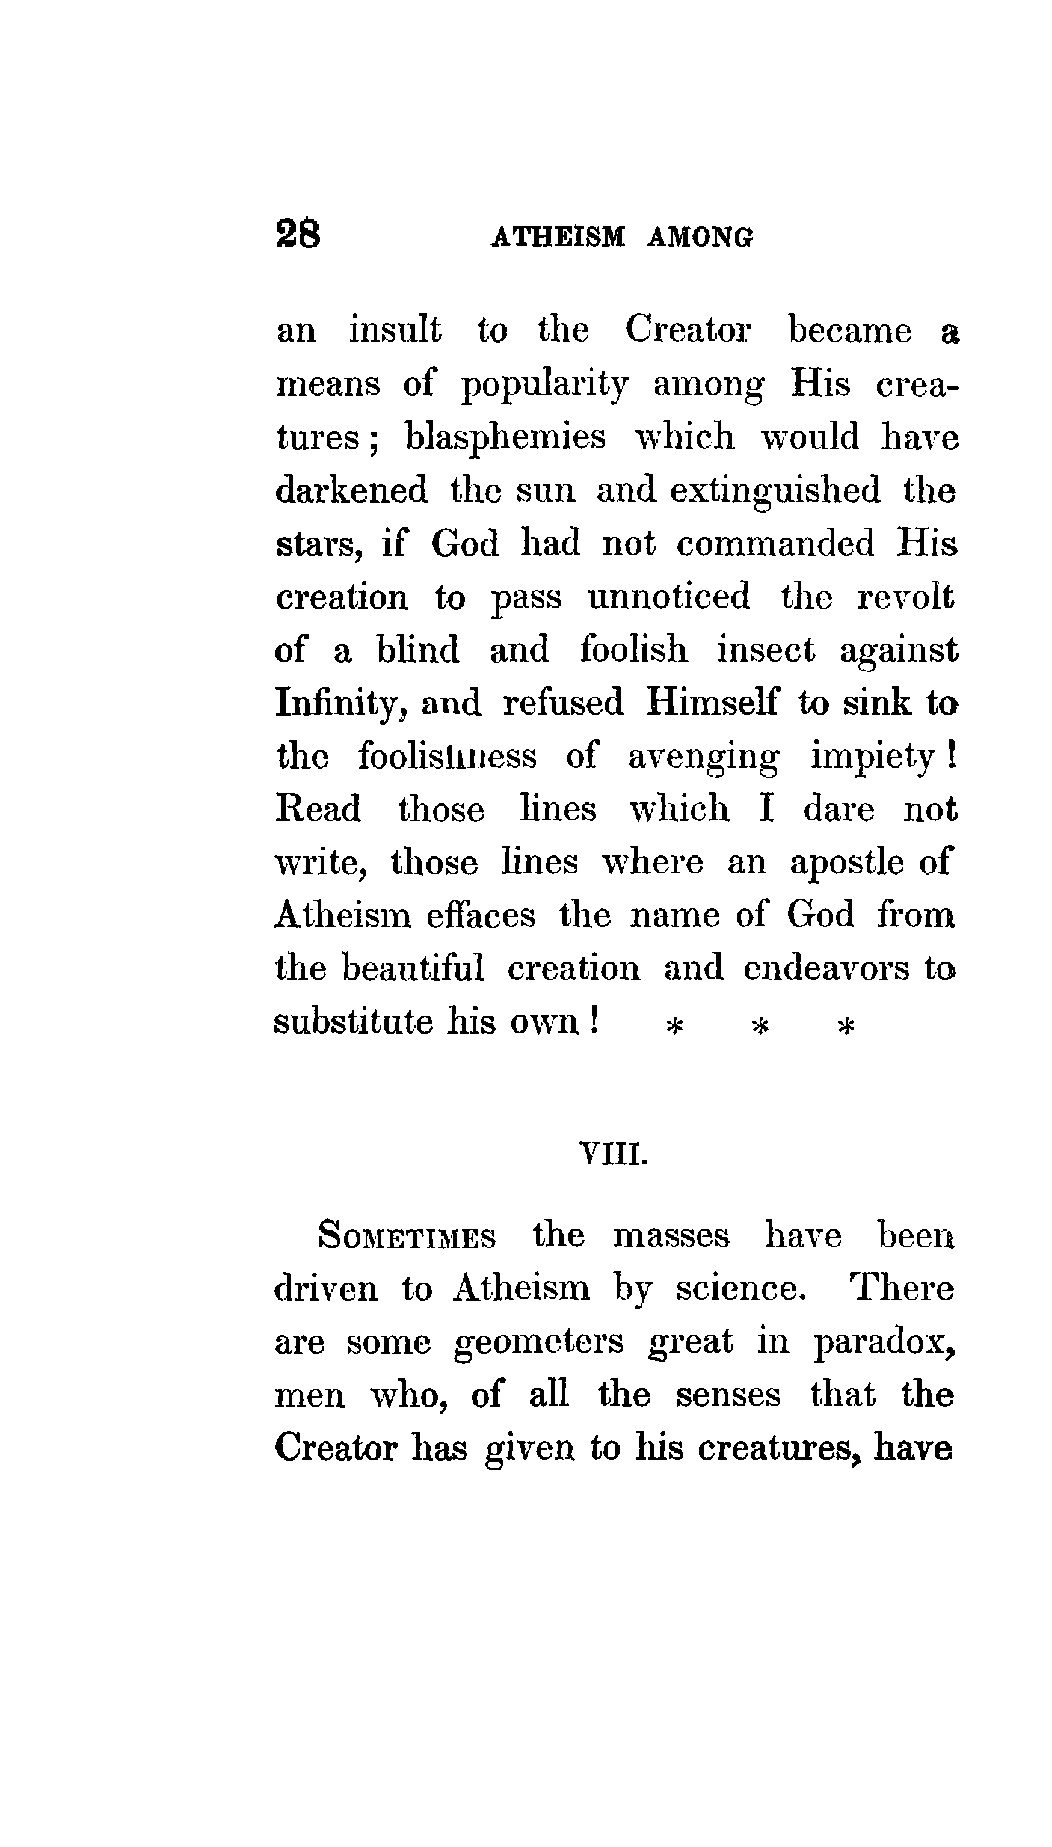 28 ATHEISM AMONG
an insult to the Creator became a
means of popularity among His crea-
tures ; blasphemies which would have
darkened the sun and extinguished the
stars, if God had not commanded His
creation to pass unnoticed the revolt
of a blind and foolish insect against
Infinity, and refused Himself to sink to
the foolishness of avenging impiety !
Read those lines which I dare not
write, those lines where an apostle of
Atheism effaces the name of God from
the beautiful creation and endeavors to
substitute his own ! * * *
VIII.
SOMETIMES the masses have been
driven to Atheism by science. There
are some geometers great in paradox,
men who, of all the senses that the
Creator has given to his creatures, have